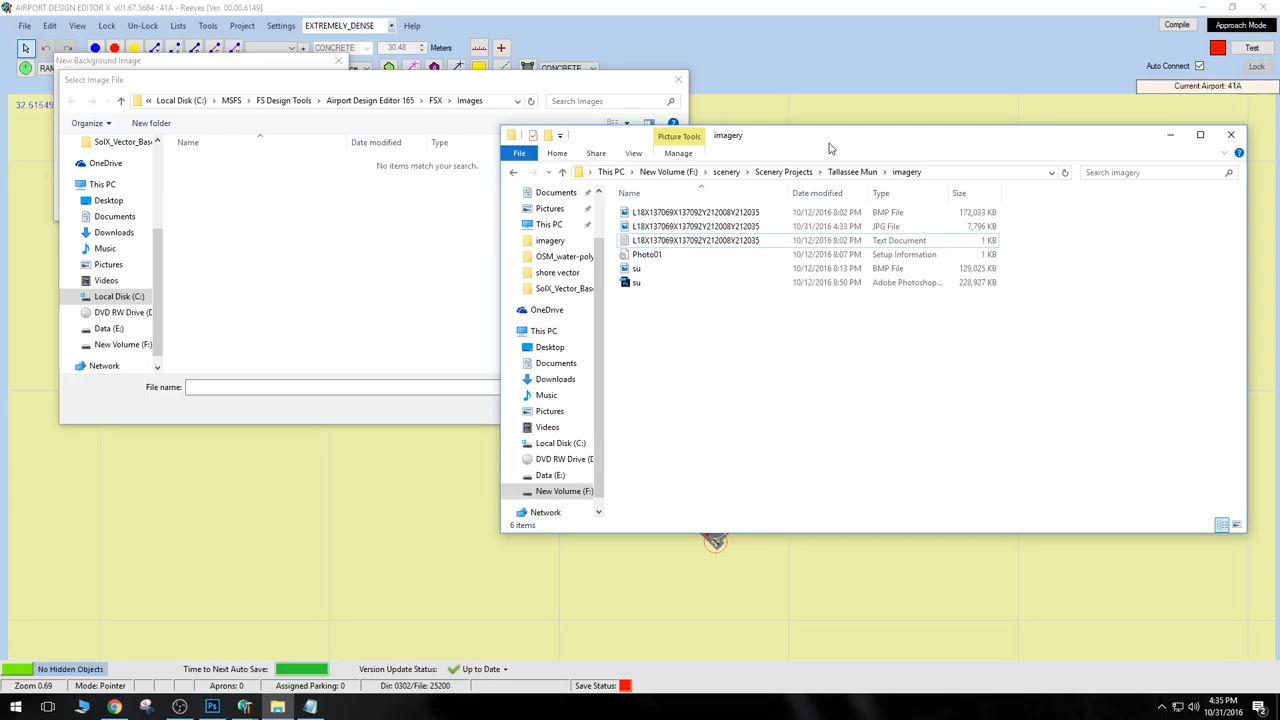 AIRPORT DESIGN EDITOR X v01.67.5684 : 41A - Reeves (Ver. 00.00.6149)
File Edit View Lock Un-Lock Lists Tools Project Settings EXTREMELY_DENSE Help
Compile Approach Mode
CONCRETE 30.48 Meters
Test
Auto Connect Lock
Current Airport: 41A
32.51549
New Background Image
Select Image File
« Local Disk (C:) > MSFS > FS Design Tools > Airport Design Editor 165 > FSX > Images
Search Images
Organize New folder
Name Date modified Type
No items match your search.
SolX_Vector_Base
OneDrive
This PC
Desktop
Documents
Downloads
Music
Pictures
Videos
Local Disk (C:)
DVD RW Drive (D
Data (E:)
New Volume (F:)
Network
File name:
Picture Tools imagery
File Home Share View Manage
This PC > New Volume (F:) > scenery > Scenery Projects > Tallassee Mun > imagery
Search imagery
Name Date modified Type Size
L18X137069X137092Y212008Y212035 10/12/2016 8:02 PM BMP File 172,033 KB
L18X137069X137092Y212008Y212035 10/31/2016 4:33 PM JPG File 7,796 KB
L18X137069X137092Y212008Y212035 10/12/2016 8:02 PM Text Document 1 KB
Photo01 10/12/2016 8:07 PM Setup Information 1 KB
su 10/12/2016 8:13 PM BMP File 129,025 KB
su 10/12/2016 8:50 PM Adobe Photoshop... 228,927 KB
Documents
Pictures
This PC
imagery
OSM_water-poly
shore vector
SolX_Vector_Base
OneDrive
This PC
Desktop
Documents
Downloads
Music
Pictures
Videos
Local Disk (C:)
DVD RW Drive (D
Data (E:)
New Volume (F:)
Network
6 items
No Hidden Objects Time to Next Auto Save: Version Update Status: Up to Date
Zoom 0.69 Mode: Pointer Aprons: 0 Assigned Parking: 0 Dir: 0302/File: 25200 Save Status:
4:35 PM
10/31/2016